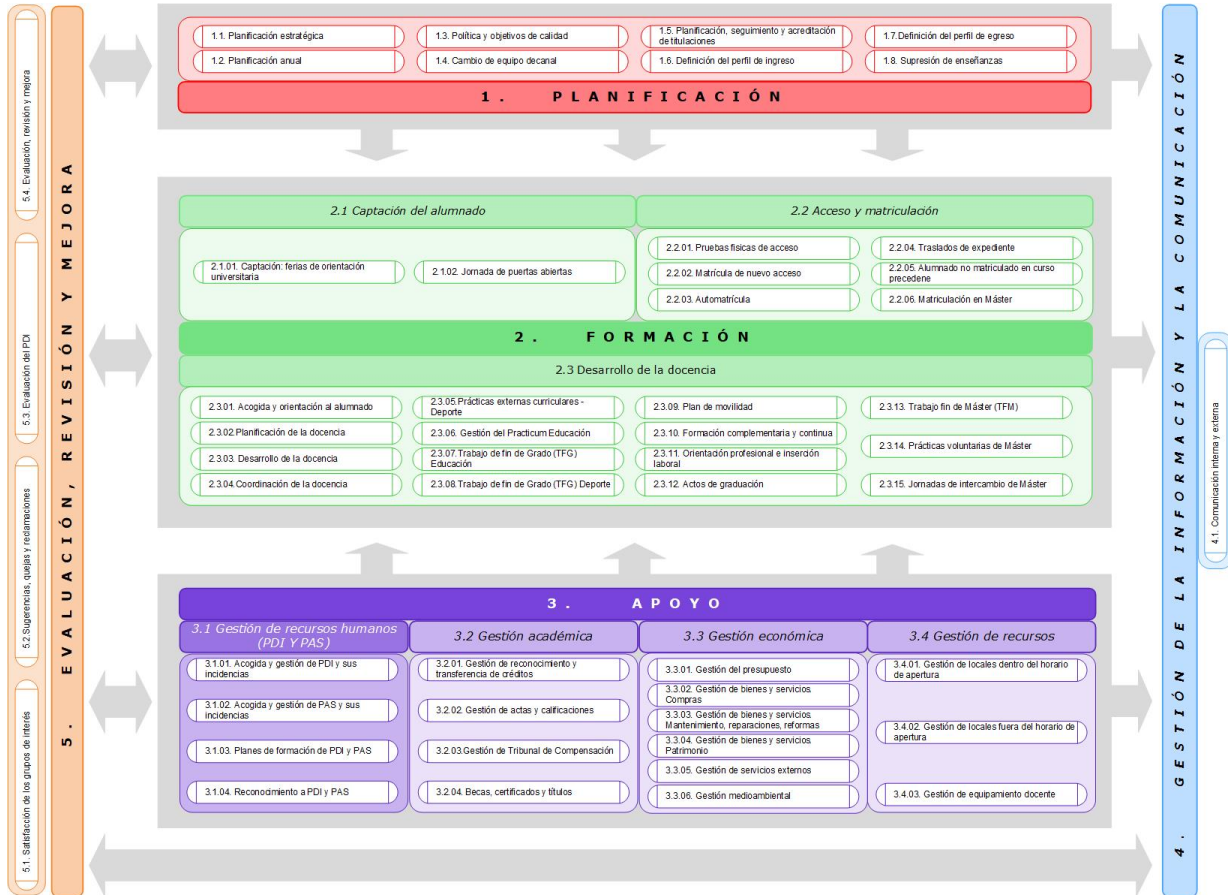 1.1. Planificación estratégica
1.2. Planificación anual
1.3. Política y objetivos de calidad
1.4. Cambio de equipo decanal
1.5. Planificación, seguimiento y acreditación
de titulaciones
1.6. Definición del perfil de ingreso
1.7.Definición del perfil de egreso
1.8. Supresión de enseñanzas
1. PLANIFICACIÓN
2.1 Captación del alumnado
2.1.01. Captación: ferias de orientación
universitaria
2.1.02. Jornada de puertas abiertas
2.2 Acceso y matriculación
2.2.01. Pruebas físicas de acceso
2.2.02. Matrícula de nuevo acceso
2.2.03. Automatrícula
2.2.04. Traslados de expediente
2.2.05. Alumnado no matriculado en curso
precedene
2.2.06. Matriculación en Máster
2. FORMACIÓN
2.3 Desarrollo de la docencia
2.3.01. Acogida y orientación al alumnado
2.3.02.Planificación de la docencia
2.3.03. Desarrollo de la docencia
2.3.04.Coordinación de la docencia
2.3.05.Prácticas externas curriculares -
Deporte
2.3.06. Gestión del Practicum Educación
2.3.07.Trabajo de fin de Grado (TFG)
Educación
2.3.08.Trabajo de fin de Grado (TFG) Deporte
2.3.09. Plan de movilidad
2.3.10. Formación complementaria y continua
2.3.11. Orientación profesional e inserción
laboral
2.3.12. Actos de graduación
2.3.13. Trabajo fin de Máster (TFM)
2.3.14. Prácticas voluntarias de Máster
2.3.15. Jornadas de intercambio de Máster
3. APOYO
3.1 Gestión de recursos humanos
(PDI Y PAS)
3.1.01. Acogida y gestión de PDI y sus
incidencias
3.1.02. Acogida y gestión de PAS y sus
incidencias
3.1.03. Planes de formación de PDI y PAS
3.1.04. Reconocimiento a PDI y PAS
3.2 Gestión académica
3.2.01. Gestión de reconocimiento y
transferencia de créditos
3.2.02. Gestión de actas y calificaciones
3.2.03.Gestión de Tribunal de Compensación
3.2.04. Becas, certificados y títulos
3.3 Gestión económica
3.3.01. Gestión del presupuesto
3.3.02. Gestión de bienes y servicios.
Compras
3.3.03. Gestión de bienes y servicios.
Mantenimiento, reparaciones, reformas
3.3.04. Gestión de bienes y servicios.
Patrimonio
3.3.05. Gestión de servicios externos
3.3.06. Gestión medioambiental
3.4 Gestión de recursos
3.4.01. Gestión de locales dentro del horario
de apertura
3.4.02. Gestión de locales fuera del horario de
apertura
3.4.03. Gestión de equipamiento docente
4. GESTIÓN DE LA INFORMACIÓN Y LA COMUNICACIÓN
4.1. Comunicación interna y externa
5. EVALUACIÓN, REVISIÓN Y MEJORA
5.1. Satisfacción de los grupos de interés
5.2.Sugerencias, quejas y reclamaciones
5.3. Evaluación del PDI
5.4. Evaluación, revisión y mejora